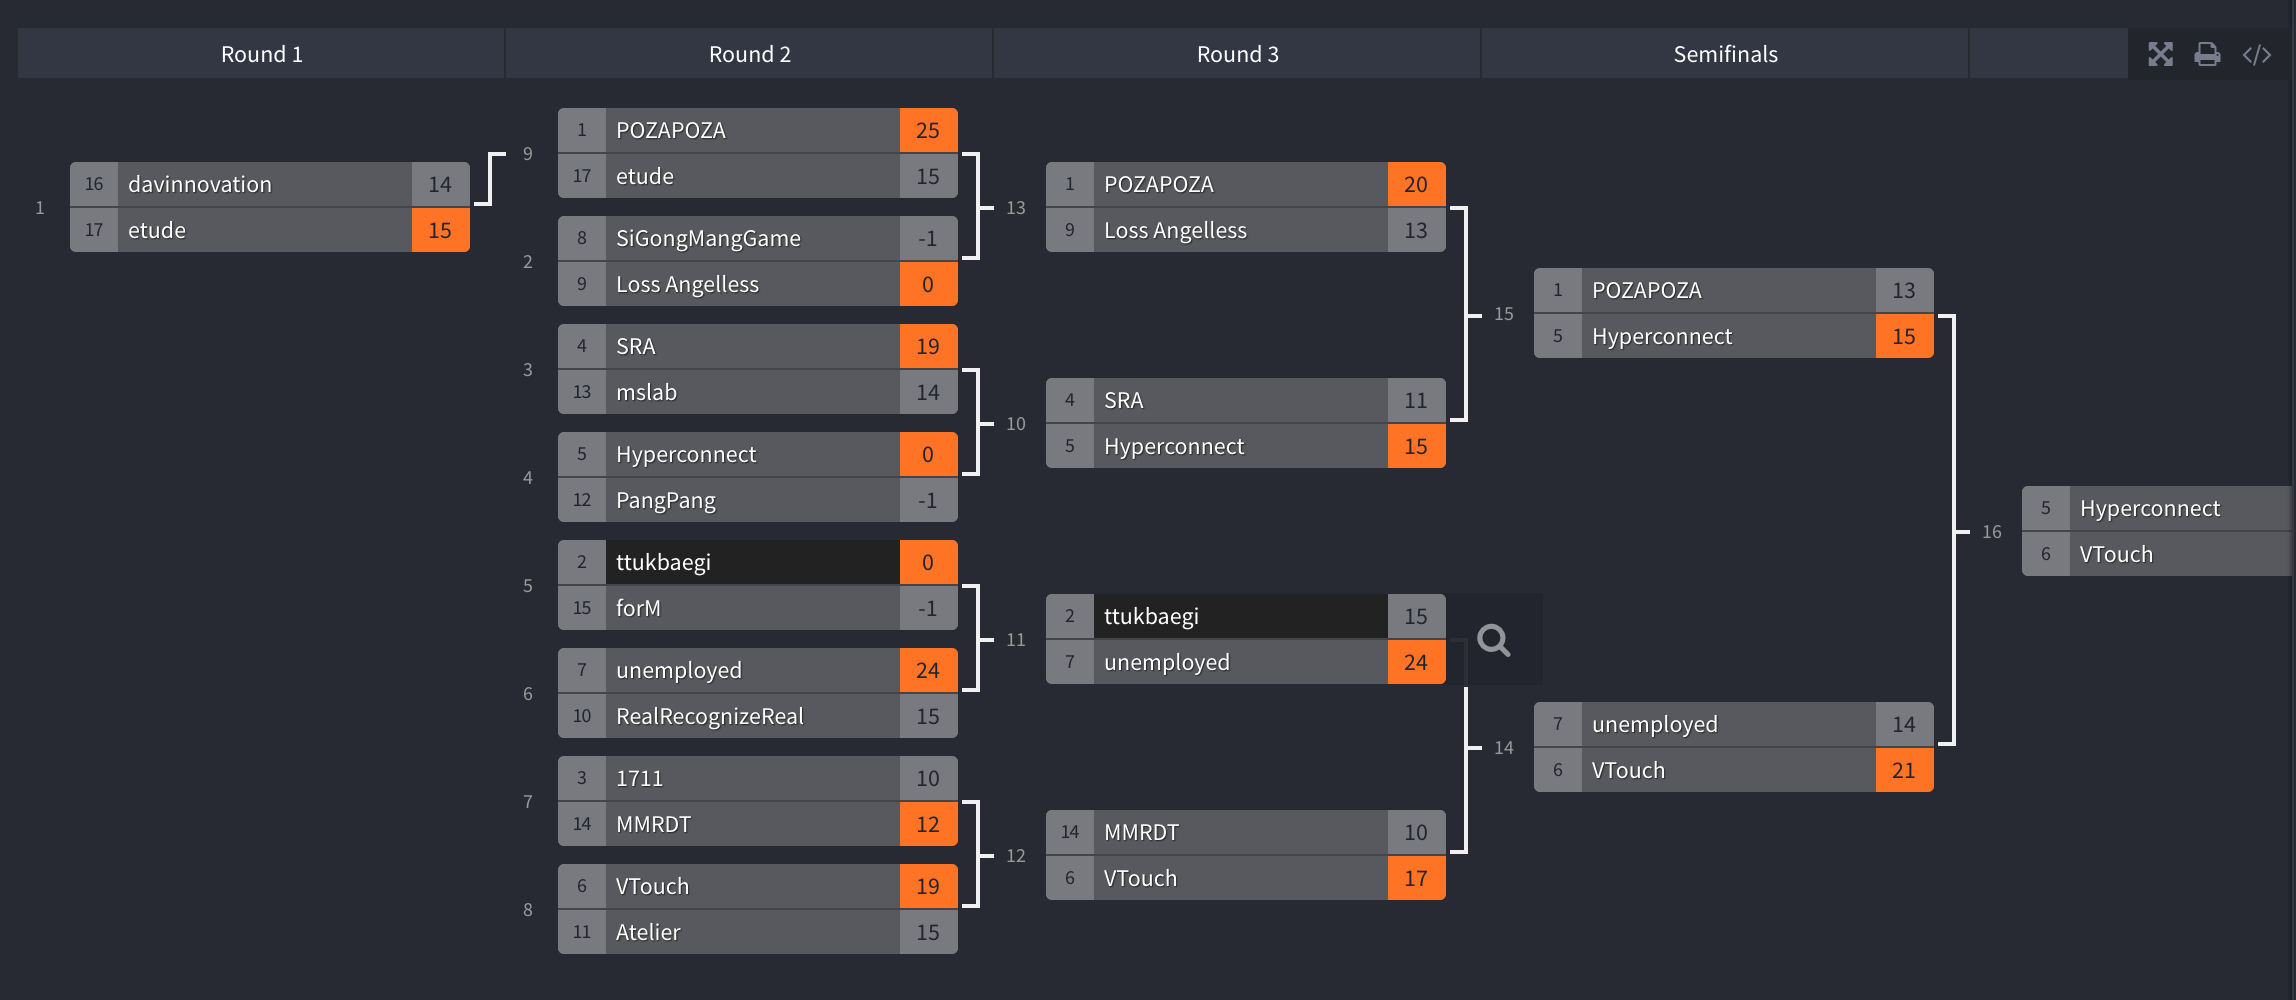 Round 1
Round 2
Round 3
Semifinals
1
16 davinnovation 14
17 etude 15
9
1 POZAPOZA 25
17 etude 15
2
8 SiGongMangGame -1
9 Loss Angelless 0
3
4 SRA 19
13 mslab 14
4
5 Hyperconnect 0
12 PangPang -1
5
2 ttukbaegi 0
15 forM -1
6
7 unemployed 24
10 RealRecognizeReal 15
7
3 1711 10
14 MMRDT 12
8
6 VTouch 19
11 Atelier 15
13
1 POZAPOZA 20
9 Loss Angelless 13
10
4 SRA 11
5 Hyperconnect 15
11
2 ttukbaegi 15
7 unemployed 24
12
14 MMRDT 10
6 VTouch 17
15
1 POZAPOZA 13
5 Hyperconnect 15
14
7 unemployed 14
6 VTouch 21
16
5 Hyperconnect
6 VTouch